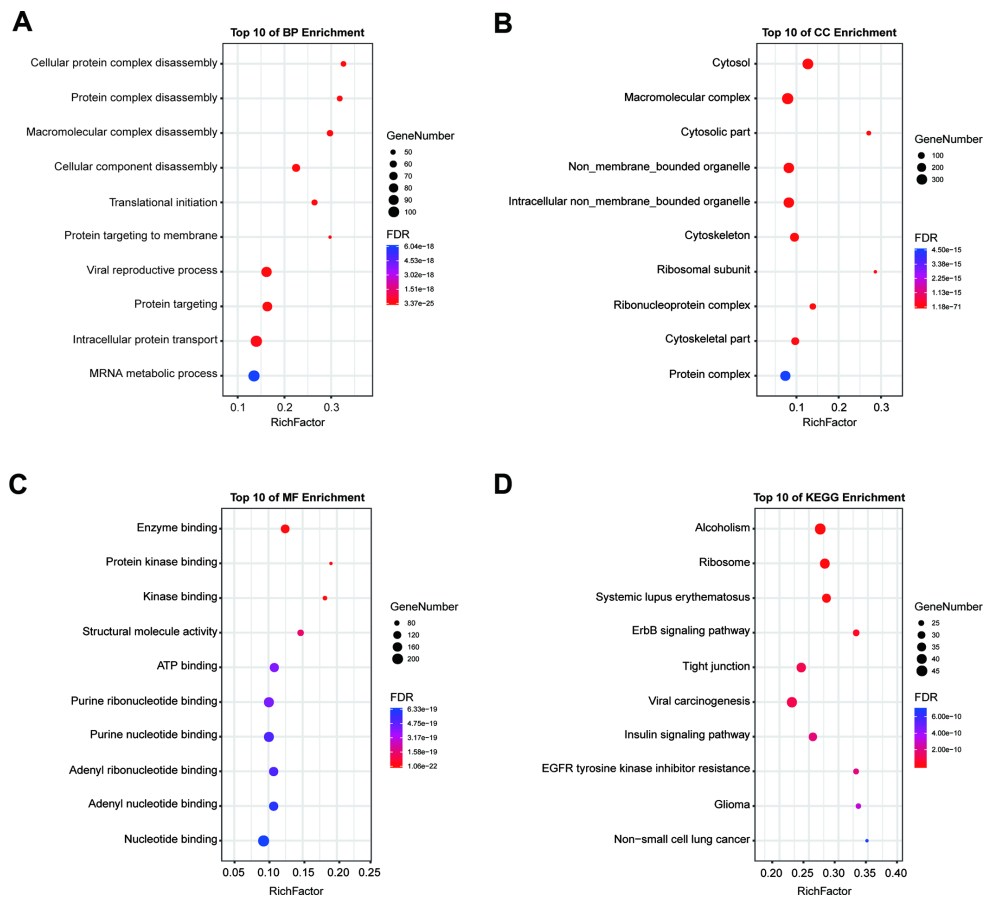 A
Top 10 of BP Enrichment
Cellular protein complex disassembly
Protein complex disassembly
Macromolecular complex disassembly
Cellular component disassembly
Translational initiation
Protein targeting to membrane
Viral reproductive process
Protein targeting
Intracellular protein transport
MRNA metabolic process
0.1 0.2 0.3
RichFactor
GeneNumber
50
60
70
80
90
100
FDR
6.04e-18
4.53e-18
3.02e-18
1.51e-18
3.37e-25
B
Top 10 of CC Enrichment
Cytosol
Macromolecular complex
Cytosolic part
Non_membrane_bounded organelle
Intracellular non_membrane_bounded organelle
Cytoskeleton
Ribosomal subunit
Ribonucleoprotein complex
Cytoskeletal part
Protein complex
0.1 0.2 0.3
RichFactor
GeneNumber
100
200
300
FDR
4.50e-15
3.38e-15
2.25e-15
1.13e-15
1.18e-71
C
Top 10 of MF Enrichment
Enzyme binding
Protein kinase binding
Kinase binding
Structural molecule activity
ATP binding
Purine ribonucleotide binding
Purine nucleotide binding
Adenyl ribonucleotide binding
Adenyl nucleotide binding
Nucleotide binding
0.05 0.10 0.15 0.20 0.25
RichFactor
GeneNumber
80
120
160
200
FDR
6.33e-19
4.75e-19
3.17e-19
1.58e-19
1.06e-22
D
Top 10 of KEGG Enrichment
Alcoholism
Ribosome
Systemic lupus erythematosus
ErbB signaling pathway
Tight junction
Viral carcinogenesis
Insulin signaling pathway
EGFR tyrosine kinase inhibitor resistance
Glioma
Non−small cell lung cancer
0.20 0.25 0.30 0.35 0.40
RichFactor
GeneNumber
25
30
35
40
45
FDR
6.00e-10
4.00e-10
2.00e-10